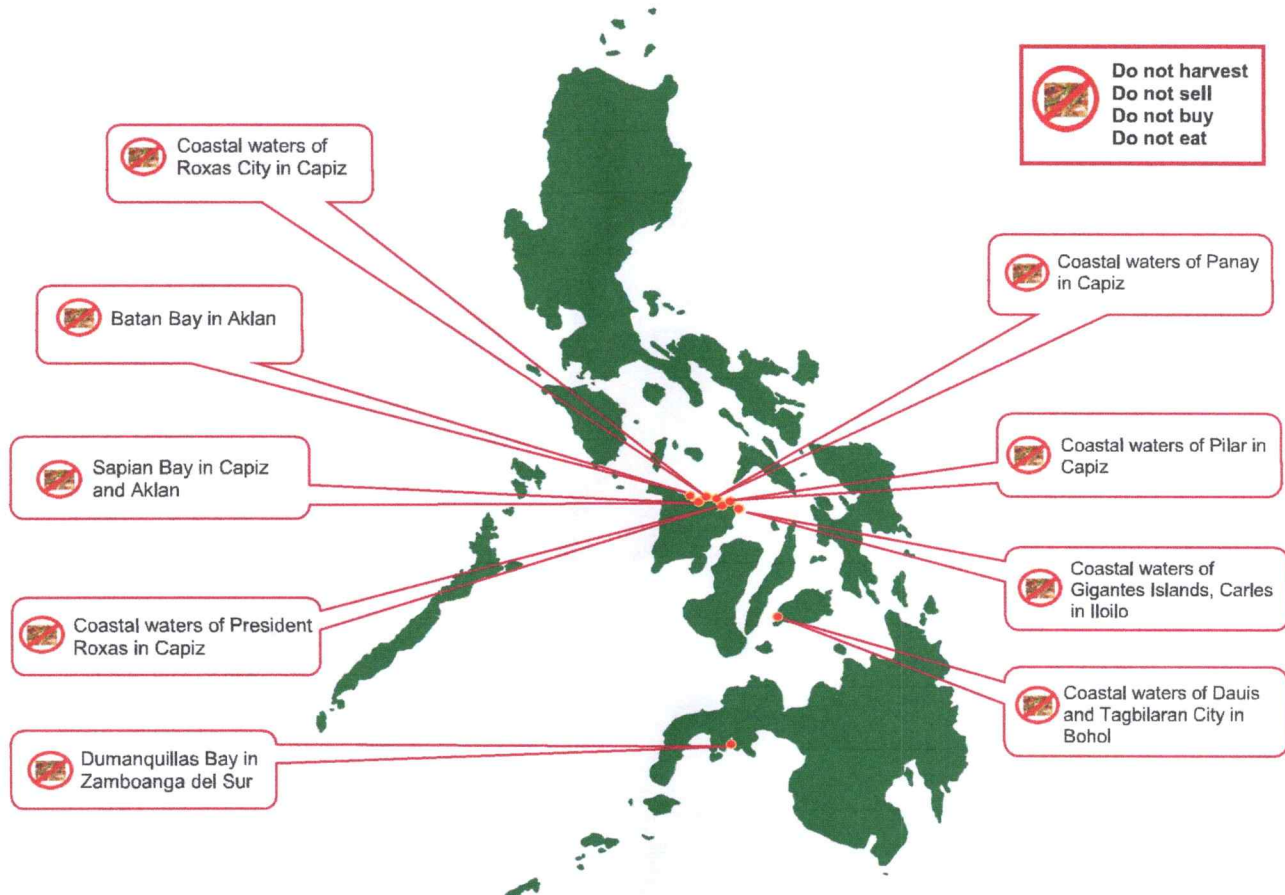 Do not harvest
Do not sell
Do not buy
Do not eat
Coastal waters of
Roxas City in Capiz
Batan Bay in Aklan
Sapian Bay in Capiz
and Aklan
Coastal waters of President
Roxas in Capiz
Dumanquillas Bay in
Zamboanga del Sur
Coastal waters of Panay
in Capiz
Coastal waters of Pilar in
Capiz
Coastal waters of
Gigantes Islands, Carles
in Iloilo
Coastal waters of Dauis
and Tagbilaran City in
Bohol